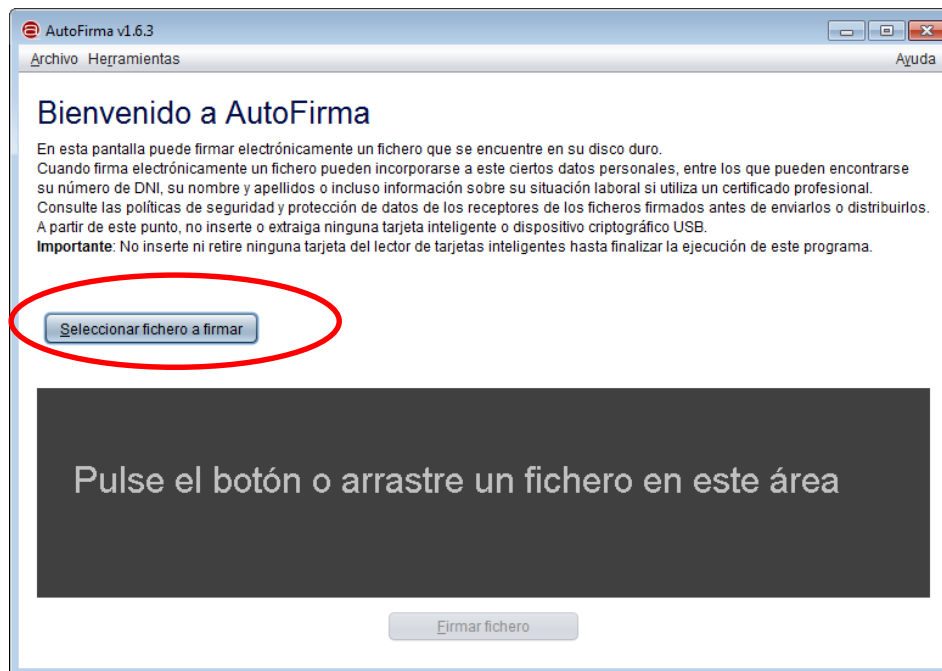 AutoFirma v1.6.3
Archivo Herramientas Ayuda
Bienvenido a AutoFirma
En esta pantalla puede firmar electrónicamente un fichero que se encuentre en su disco duro.
Cuando firma electrónicamente un fichero pueden incorporarse a este ciertos datos personales, entre los que pueden encontrarse
su número de DNI, su nombre y apellidos o incluso información sobre su situación laboral si utiliza un certificado profesional.
Consulte las políticas de seguridad y protección de datos de los receptores de los ficheros firmados antes de enviarlos o distribuirlos.
A partir de este punto, no inserte o extraiga ninguna tarjeta inteligente o dispositivo criptográfico USB.
Importante: No inserte ni retire ninguna tarjeta del lector de tarjetas inteligentes hasta finalizar la ejecución de este programa.
Seleccionar fichero a firmar
Pulse el botón o arrastre un fichero en este área
Firmar fichero